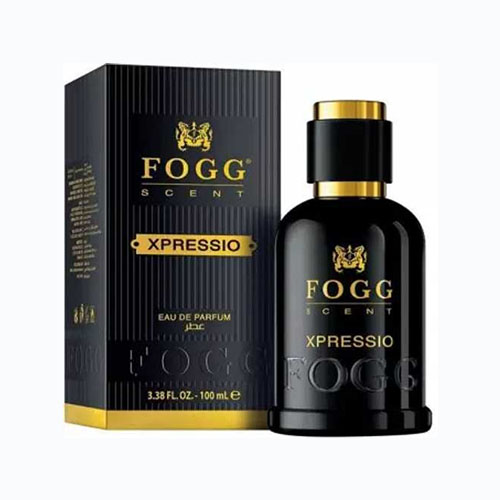 FOGG®
SCENT
XPRESSIO
EAU DE PARFUM
عطر
FOGG
3.38 FL. OZ. - 100 mL e
FOGG
SCENT
XPRESSIO
FOGG